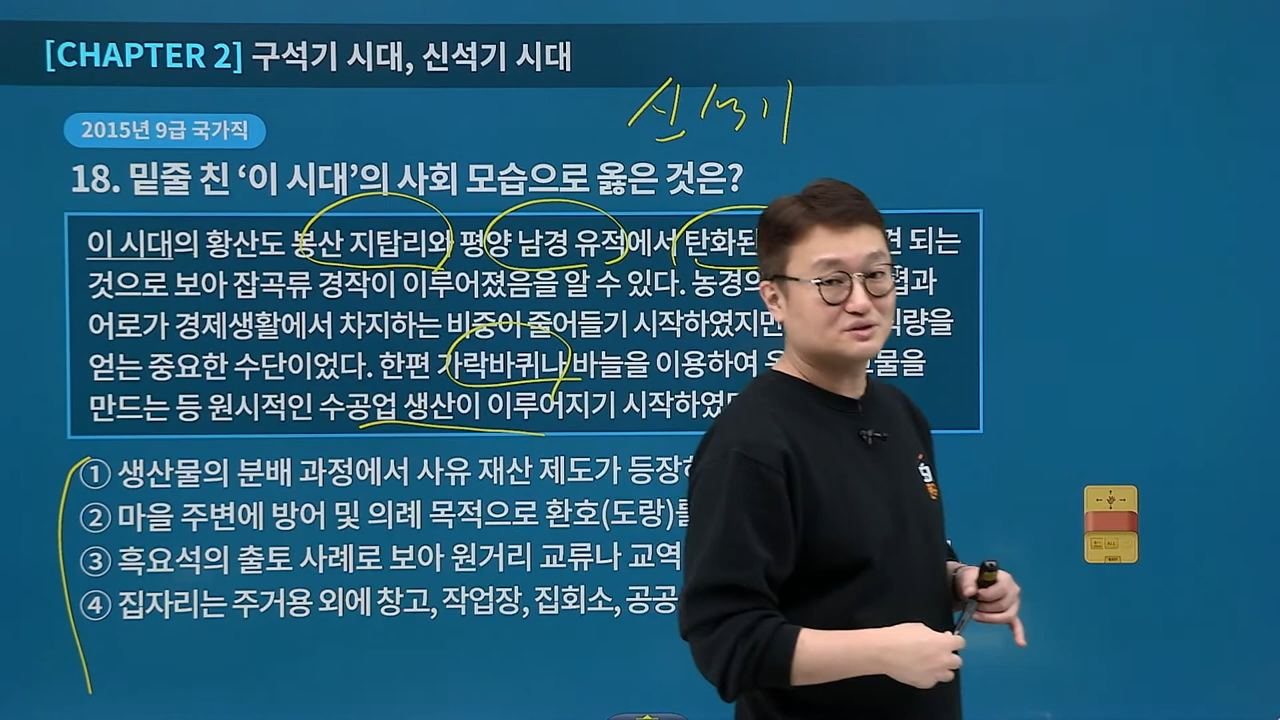 [CHAPTER 2] 구석기 시대, 신석기 시대
신석기
2015년 9급 국가직
18. 밑줄 친 ‘이 시대’의 사회 모습으로 옳은 것은?
이 시대의 황산도 봉산 지탑리와 평양 남경 유적에서 탄화된 되는
것으로 보아 잡곡류 경작이 이루어졌음을 알 수 있다. 농경의
어로가 경제생활에서 차지하는 비중이 줄어들기 시작하였지만
얻는 중요한 수단이었다. 한편 가락바퀴나 바늘을 이용하여
만드는 등 원시적인 수공업 생산이 이루어지기 시작하였
① 생산물의 분배 과정에서 사유 재산 제도가
② 마을 주변에 방어 및 의례 목적으로 환호(도랑)를
③ 흑요석의 출토 사례로 보아 원거리 교류나 교역
④ 집자리는 주거용 외에 창고, 작업장, 집회소, 공공